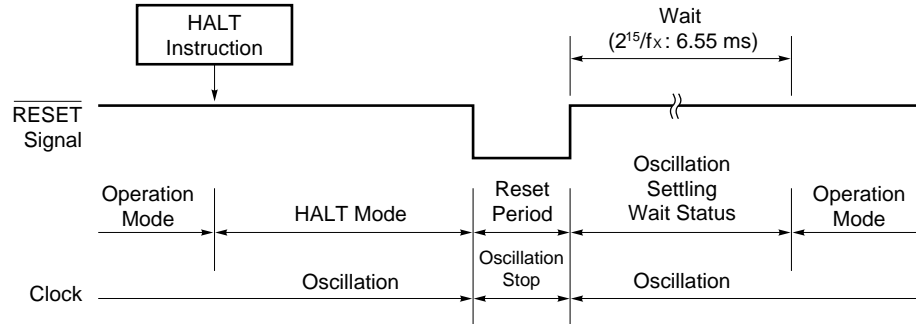 HALT
Instruction
Wait
(2¹⁵/fx : 6.55 ms)
RESET
Signal
Operation
Mode
HALT Mode
Reset
Period
Oscillation
Settling
Wait Status
Operation
Mode
Clock
Oscillation
Oscillation
Stop
Oscillation